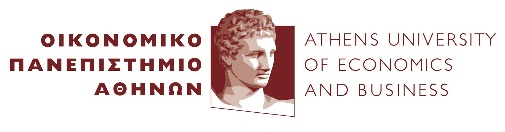 ΟΙΚΟΝΟΜΙΚΟ
ΠΑΝΕΠΙΣΤΗΜΙΟ
ΑΘΗΝΩΝ
ATHENS UNIVERSITY
OF ECONOMICS
AND BUSINESS